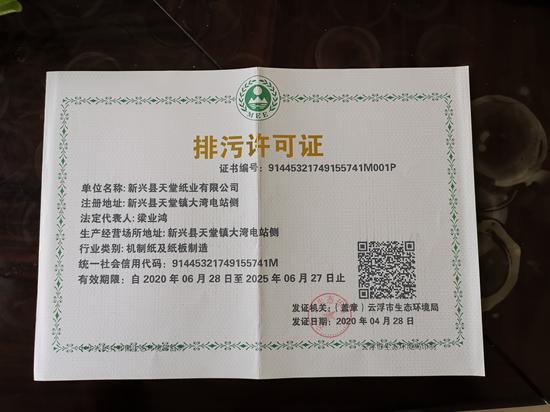 MEE
排污许可证
证书编号：91445321749155741M001P
单位名称：新兴县天堂纸业有限公司
注册地址：新兴县天堂镇大湾电站侧
法定代表人：梁业鸿
生产经营场所地址：新兴县天堂镇大湾电站侧
行业类别：机制纸及纸板制造
统一社会信用代码：91445321749155741M
有效期限：自 2020 年 06 月 28 日至 2025 年 06 月 27 日止
发证机关：（盖章）云浮市生态环境局
发证日期：2020 年 04 月 28 日